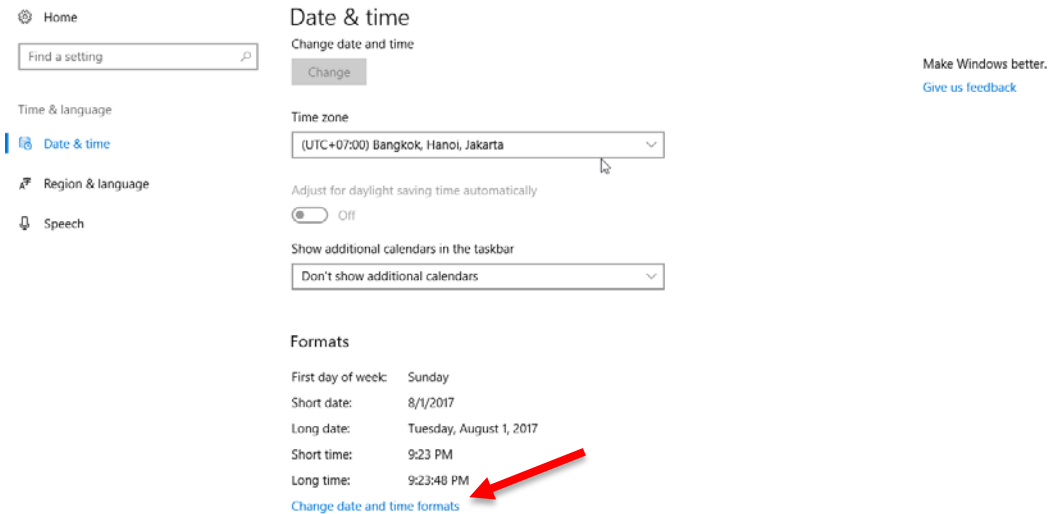 Home
Find a setting
Time & language
Date & time
Region & language
Speech
Date & time
Change date and time
Change
Time zone
(UTC+07:00) Bangkok, Hanoi, Jakarta
Adjust for daylight saving time automatically
Off
Show additional calendars in the taskbar
Don't show additional calendars
Formats
First day of week: Sunday
Short date: 8/1/2017
Long date: Tuesday, August 1, 2017
Short time: 9:23 PM
Long time: 9:23:48 PM
Change date and time formats
Make Windows better.
Give us feedback